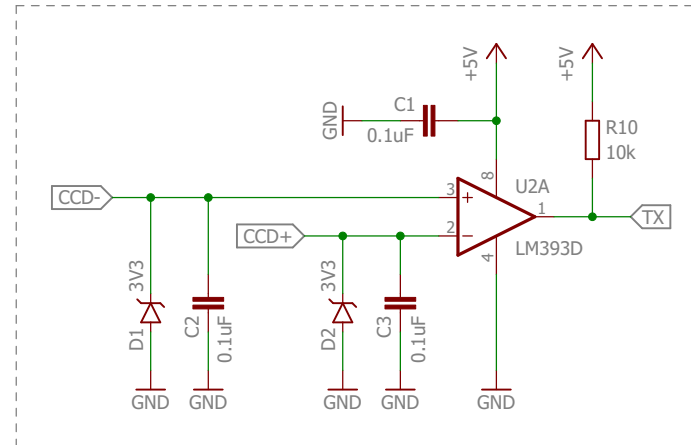 +5V
+5V
GND
C1
0.1uF
R10
10k
8
U2A
CCD-
3
+
1
TX
CCD+
2
−
LM393D
4
3V3
D1
C2
0.1uF
3V3
D2
C3
0.1uF
GND
GND
GND
GND
GND